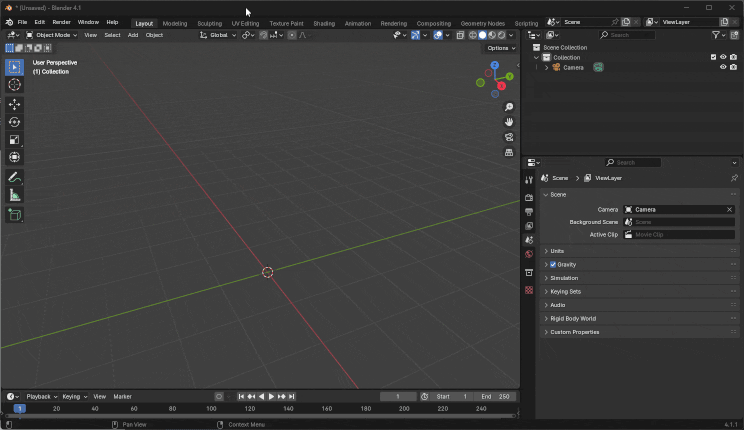 * (Unsaved) - Blender 4.1
File Edit Render Window Help Layout Modeling Sculpting UV Editing Texture Paint Shading Animation Rendering Compositing Geometry Nodes Scripting Scene ViewLayer
Object Mode View Select Add Object Global Search
Options
User Perspective
(1) Collection
Z
Y
X
Scene Collection
Collection
Camera
Search
Scene > ViewLayer
Scene
Camera Camera
Background Scene Scene
Active Clip Movie Clip
Units
Gravity
Simulation
Keying Sets
Audio
Rigid Body World
Custom Properties
Playback Keying View Marker 1 Start 1 End 250
1 20 40 60 80 100 120 140 160 180 200 220 240
Pan View Context Menu 4.1.1